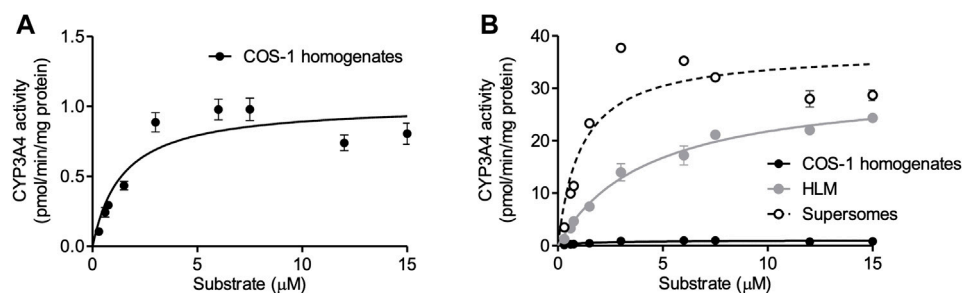 A
CYP3A4 activity
(pmol/min/mg protein)
1.5
1.0
0.5
0.0
COS-1 homogenates
0
5
10
15
Substrate (μM)
B
CYP3A4 activity
(pmol/min/mg protein)
40
30
20
10
0
COS-1 homogenates
HLM
Supersomes
0
5
10
15
Substrate (μM)